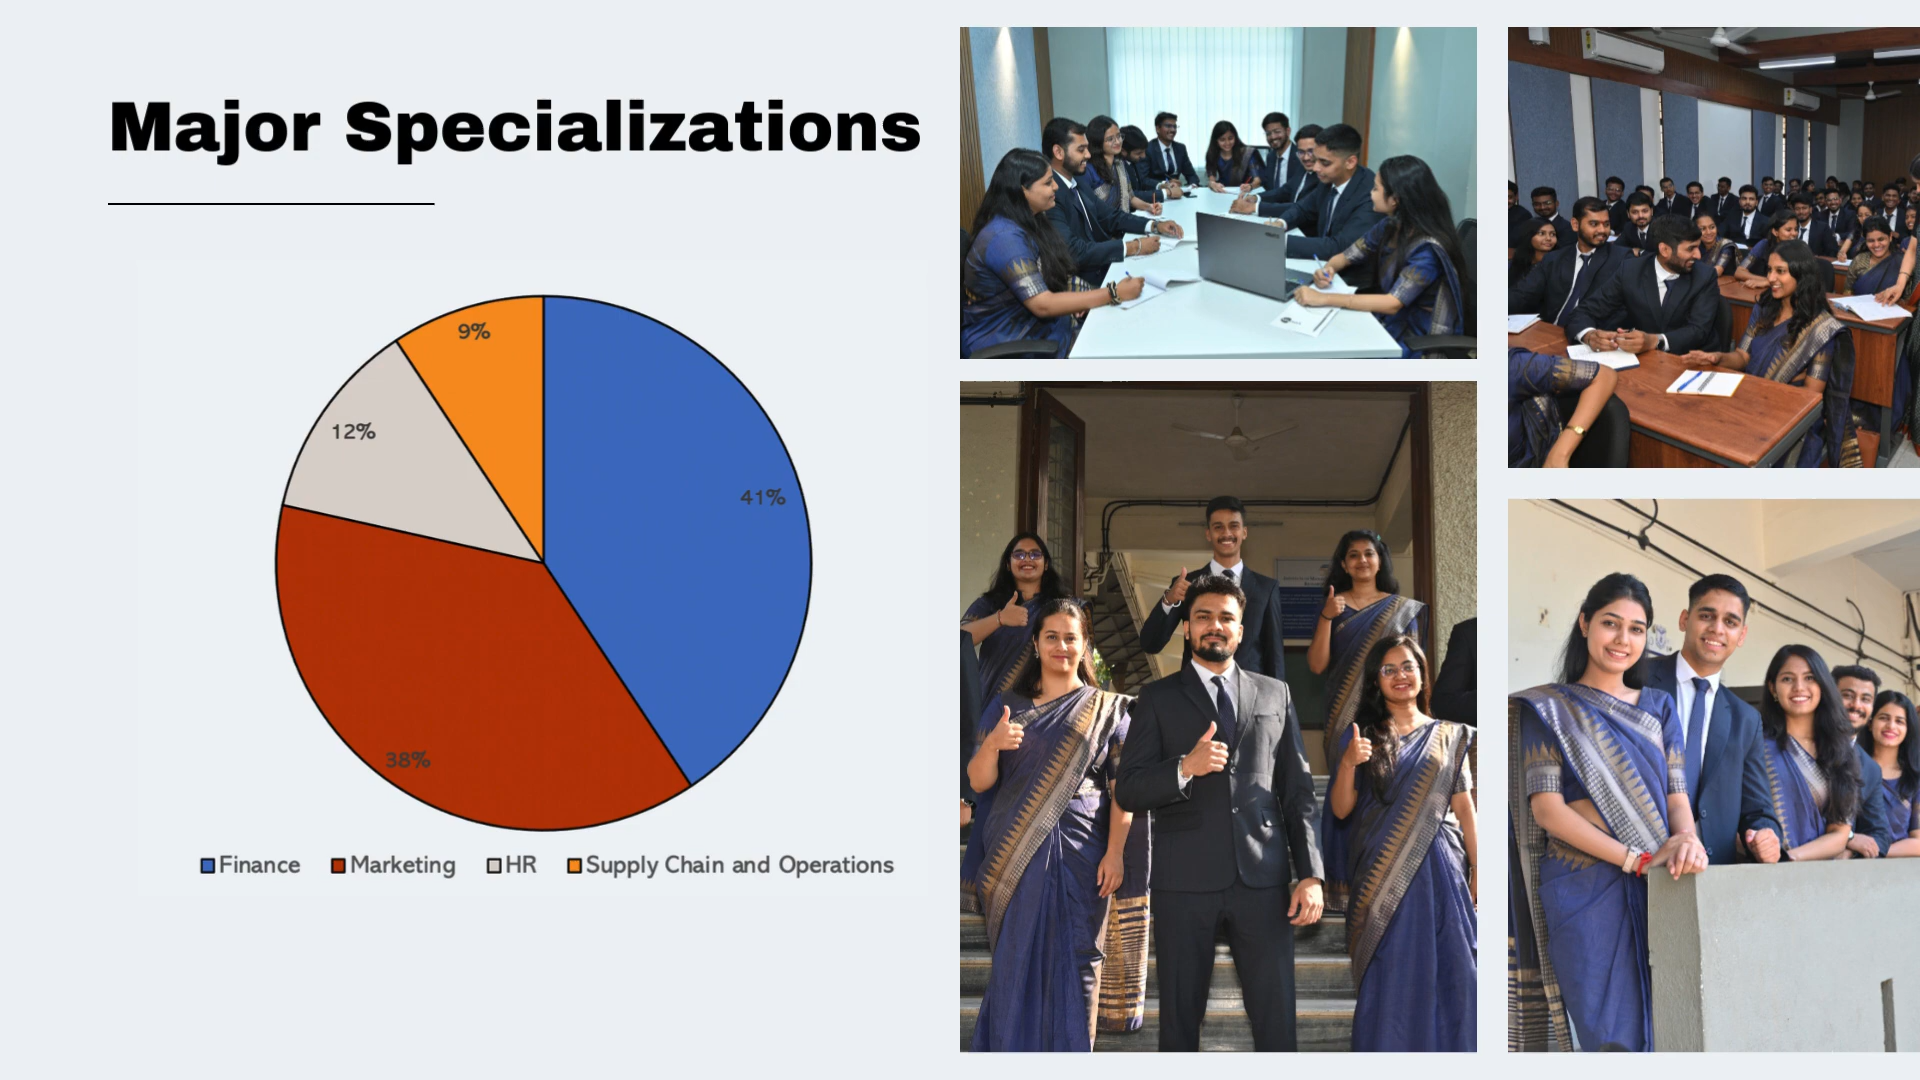 Major Specializations
9%
12%
41%
38%
Finance
Marketing
HR
Supply Chain and Operations